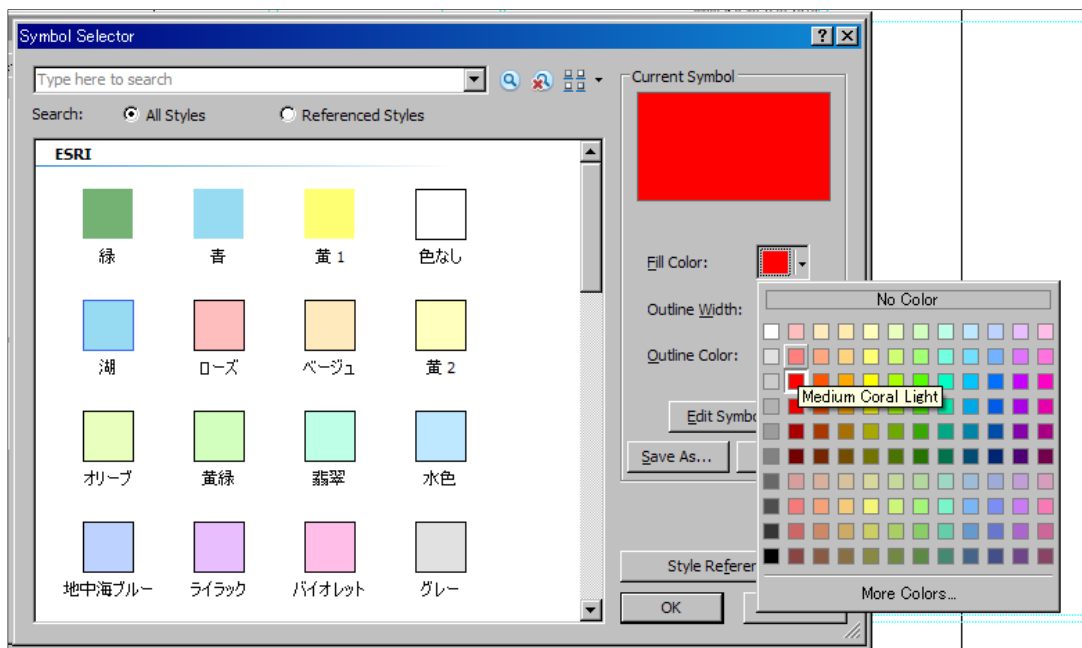 Symbol Selector
Type here to search
Search:
All Styles
Referenced Styles
ESRI
緑
青
黄 1
色なし
湖
ローズ
ベージュ
黄 2
オリーブ
黄緑
翡翠
水色
地中海ブルー
ライラック
バイオレット
グレー
Current Symbol
Fill Color:
Outline Width:
Outline Color:
Edit Symbo
Save As...
Style Referen
OK
No Color
Medium Coral Light
More Colors...